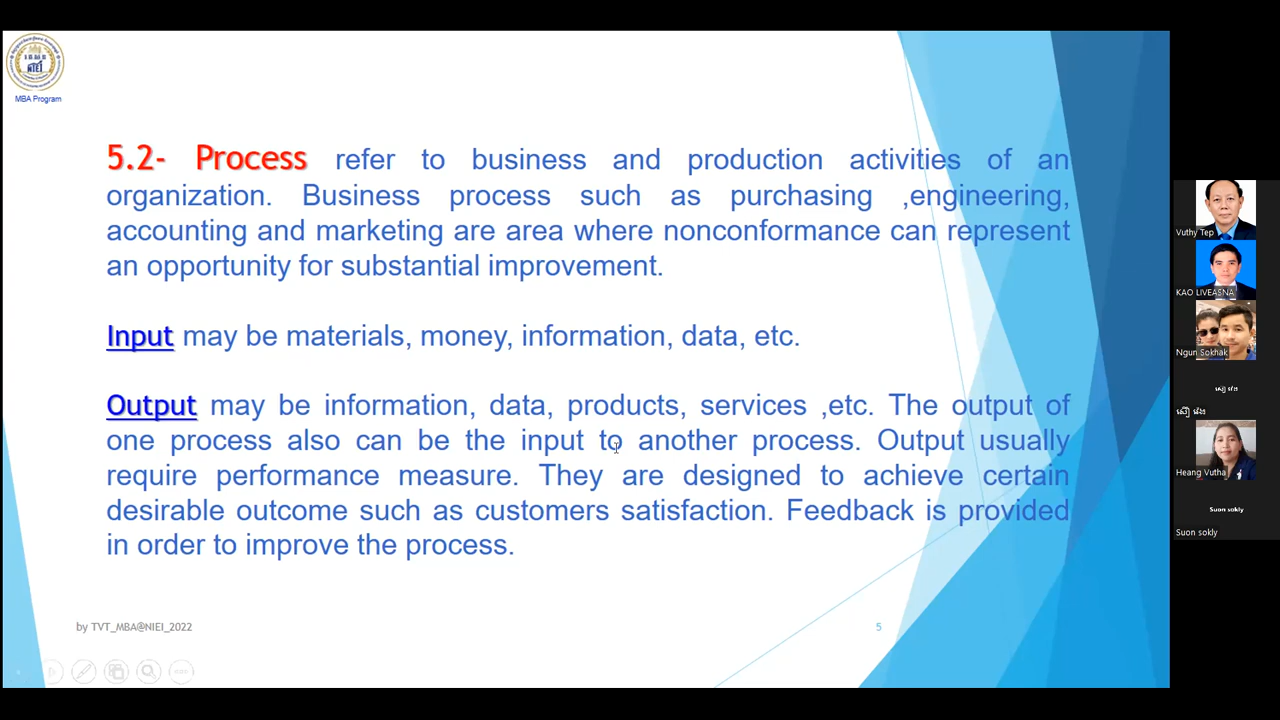 NIEI
MBA Program
5.2- Process refer to business and production activities of an
organization. Business process such as purchasing ,engineering,
accounting and marketing are area where nonconformance can represent
an opportunity for substantial improvement.
Input may be materials, money, information, data, etc.
Output may be information, data, products, services ,etc. The output of
one process also can be the input to another process. Output usually
require performance measure. They are designed to achieve certain
desirable outcome such as customers satisfaction. Feedback is provided
in order to improve the process.
by TVT_MBA@NIEI_2022
5
Vuthy Tep
KAO LIVEASNA
Ngun Sokhak
Heang Vutha
Suon sokly
Suon sokly